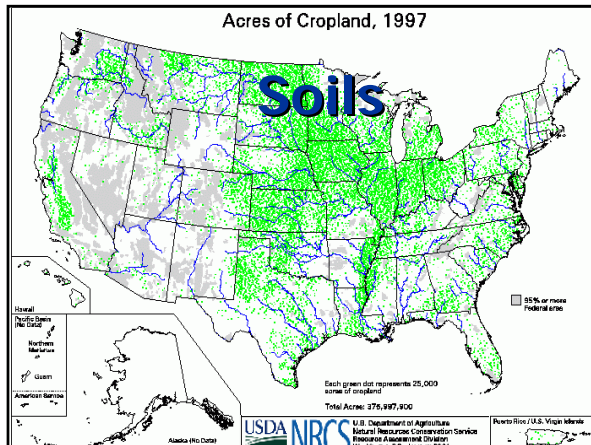 Acres of Cropland, 1997
Soils
Hawaii
Pacific Basin
(No Data)
Northern
Marianas
Guam
American Samoa
Alaska (No Data)
95% or more
Federal area
Each green dot represents 25,000
acres of cropland
Total Acres: 376,997,900
USDA NRCS
U.S. Department of Agriculture
Natural Resources Conservation Service
Resource Assessment Division
Puerto Rico / U.S. Virgin Islands